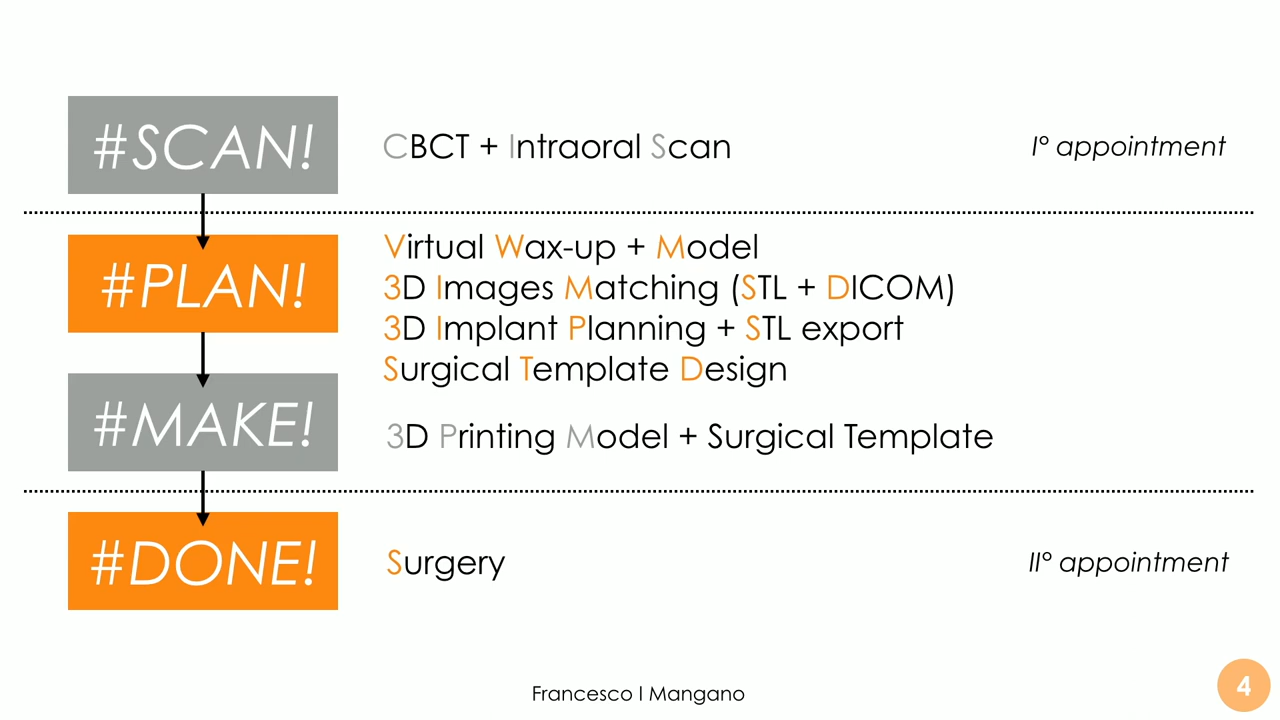 #SCAN!
CBCT + Intraoral Scan
I° appointment
#PLAN!
Virtual Wax-up + Model
3D Images Matching (STL + DICOM)
3D Implant Planning + STL export
Surgical Template Design
#MAKE!
3D Printing Model + Surgical Template
#DONE!
Surgery
II° appointment
Francesco I Mangano
4